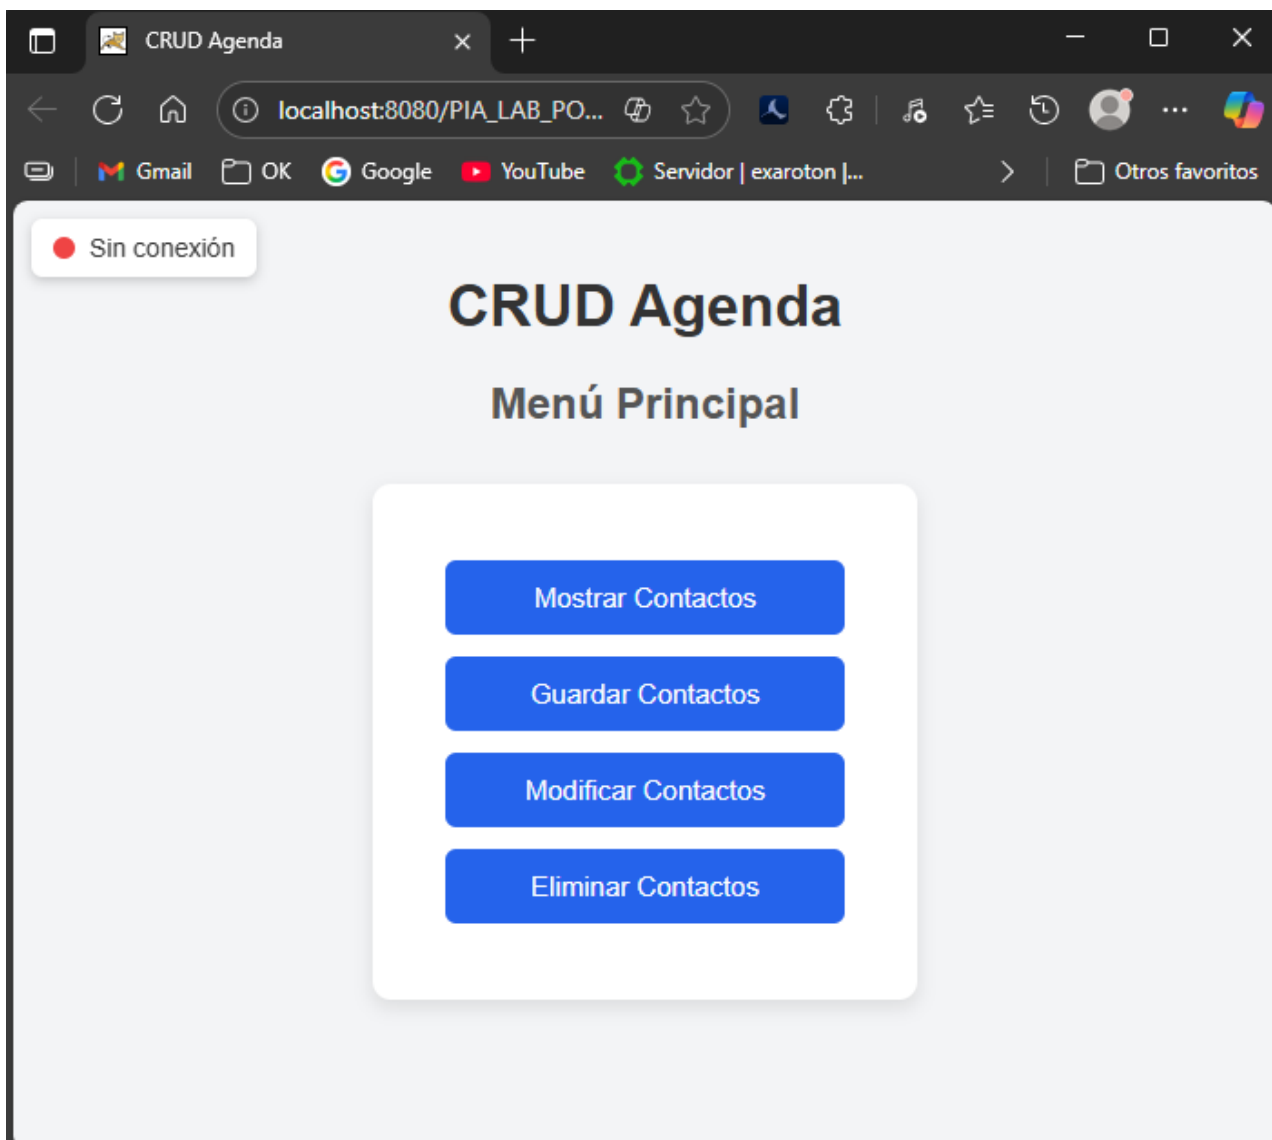 CRUD Agenda
localhost:8080/PIA_LAB_PO...
Gmail OK Google YouTube Servidor | exaroton |... Otros favoritos
Sin conexión
CRUD Agenda
Menú Principal
Mostrar Contactos
Guardar Contactos
Modificar Contactos
Eliminar Contactos